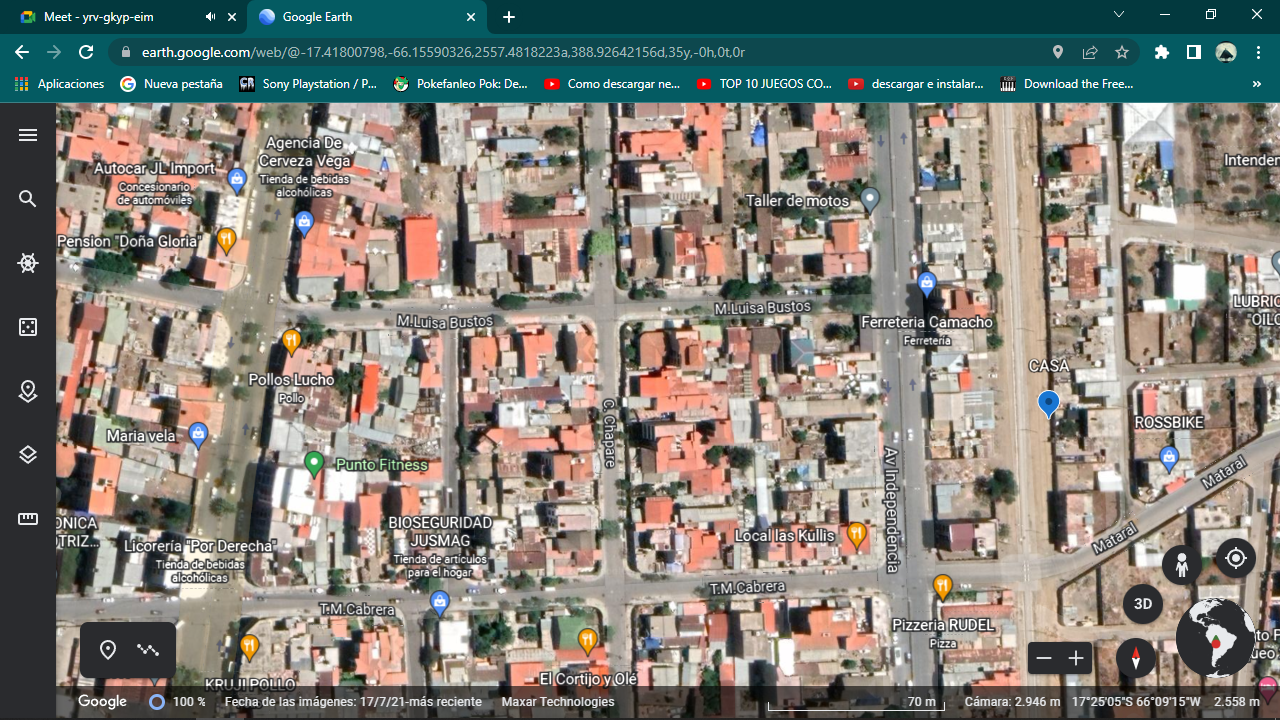 Meet - yrv-gkyp-eim
Google Earth
earth.google.com/web/@-17.41800798,-66.15590326,2557.4818223a,388.92642156d,35y,-0h,0t,0r
Aplicaciones
Nueva pestaña
Sony Playstation / P...
Pokefanleo Pok: De...
Como descargar ne...
TOP 10 JUEGOS CO...
descargar e instalar...
Download the Free...
»
Agencia De
Cerveza Vega
Tienda de bebidas
alcohólicas
Autocar JL Import
Concesionario
de automóviles
Intenden
Taller de motos
Pension "Doña Gloria"
M.Luisa Bustos
M.Luisa Bustos
LUBRIC
"OILC
Ferreteria Camacho
Ferretería
Pollos Lucho
Pollo
CASA
C. Chapare
ROSSBIKE
Maria vela
Punto Fitness
Av Independencia
Mataral
ONICA
TRIZ...
BIOSEGURIDAD
JUSMAG
Tienda de artículos
para el hogar
Local las Kullis
Mataral
Licorería "Por Derecha"
Tienda de bebidas
alcohólicas
T.M.Cabrera
T.M.Cabrera
3D
Pizzeria RUDEL
Pizza
KRUJI POLLO
El Cortijo y Olé
Google
100 %
Fecha de las imágenes: 17/7/21-más reciente
Maxar Technologies
70 m
Cámara: 2.946 m
17°25'05"S 66°09'15"W
2.558 m